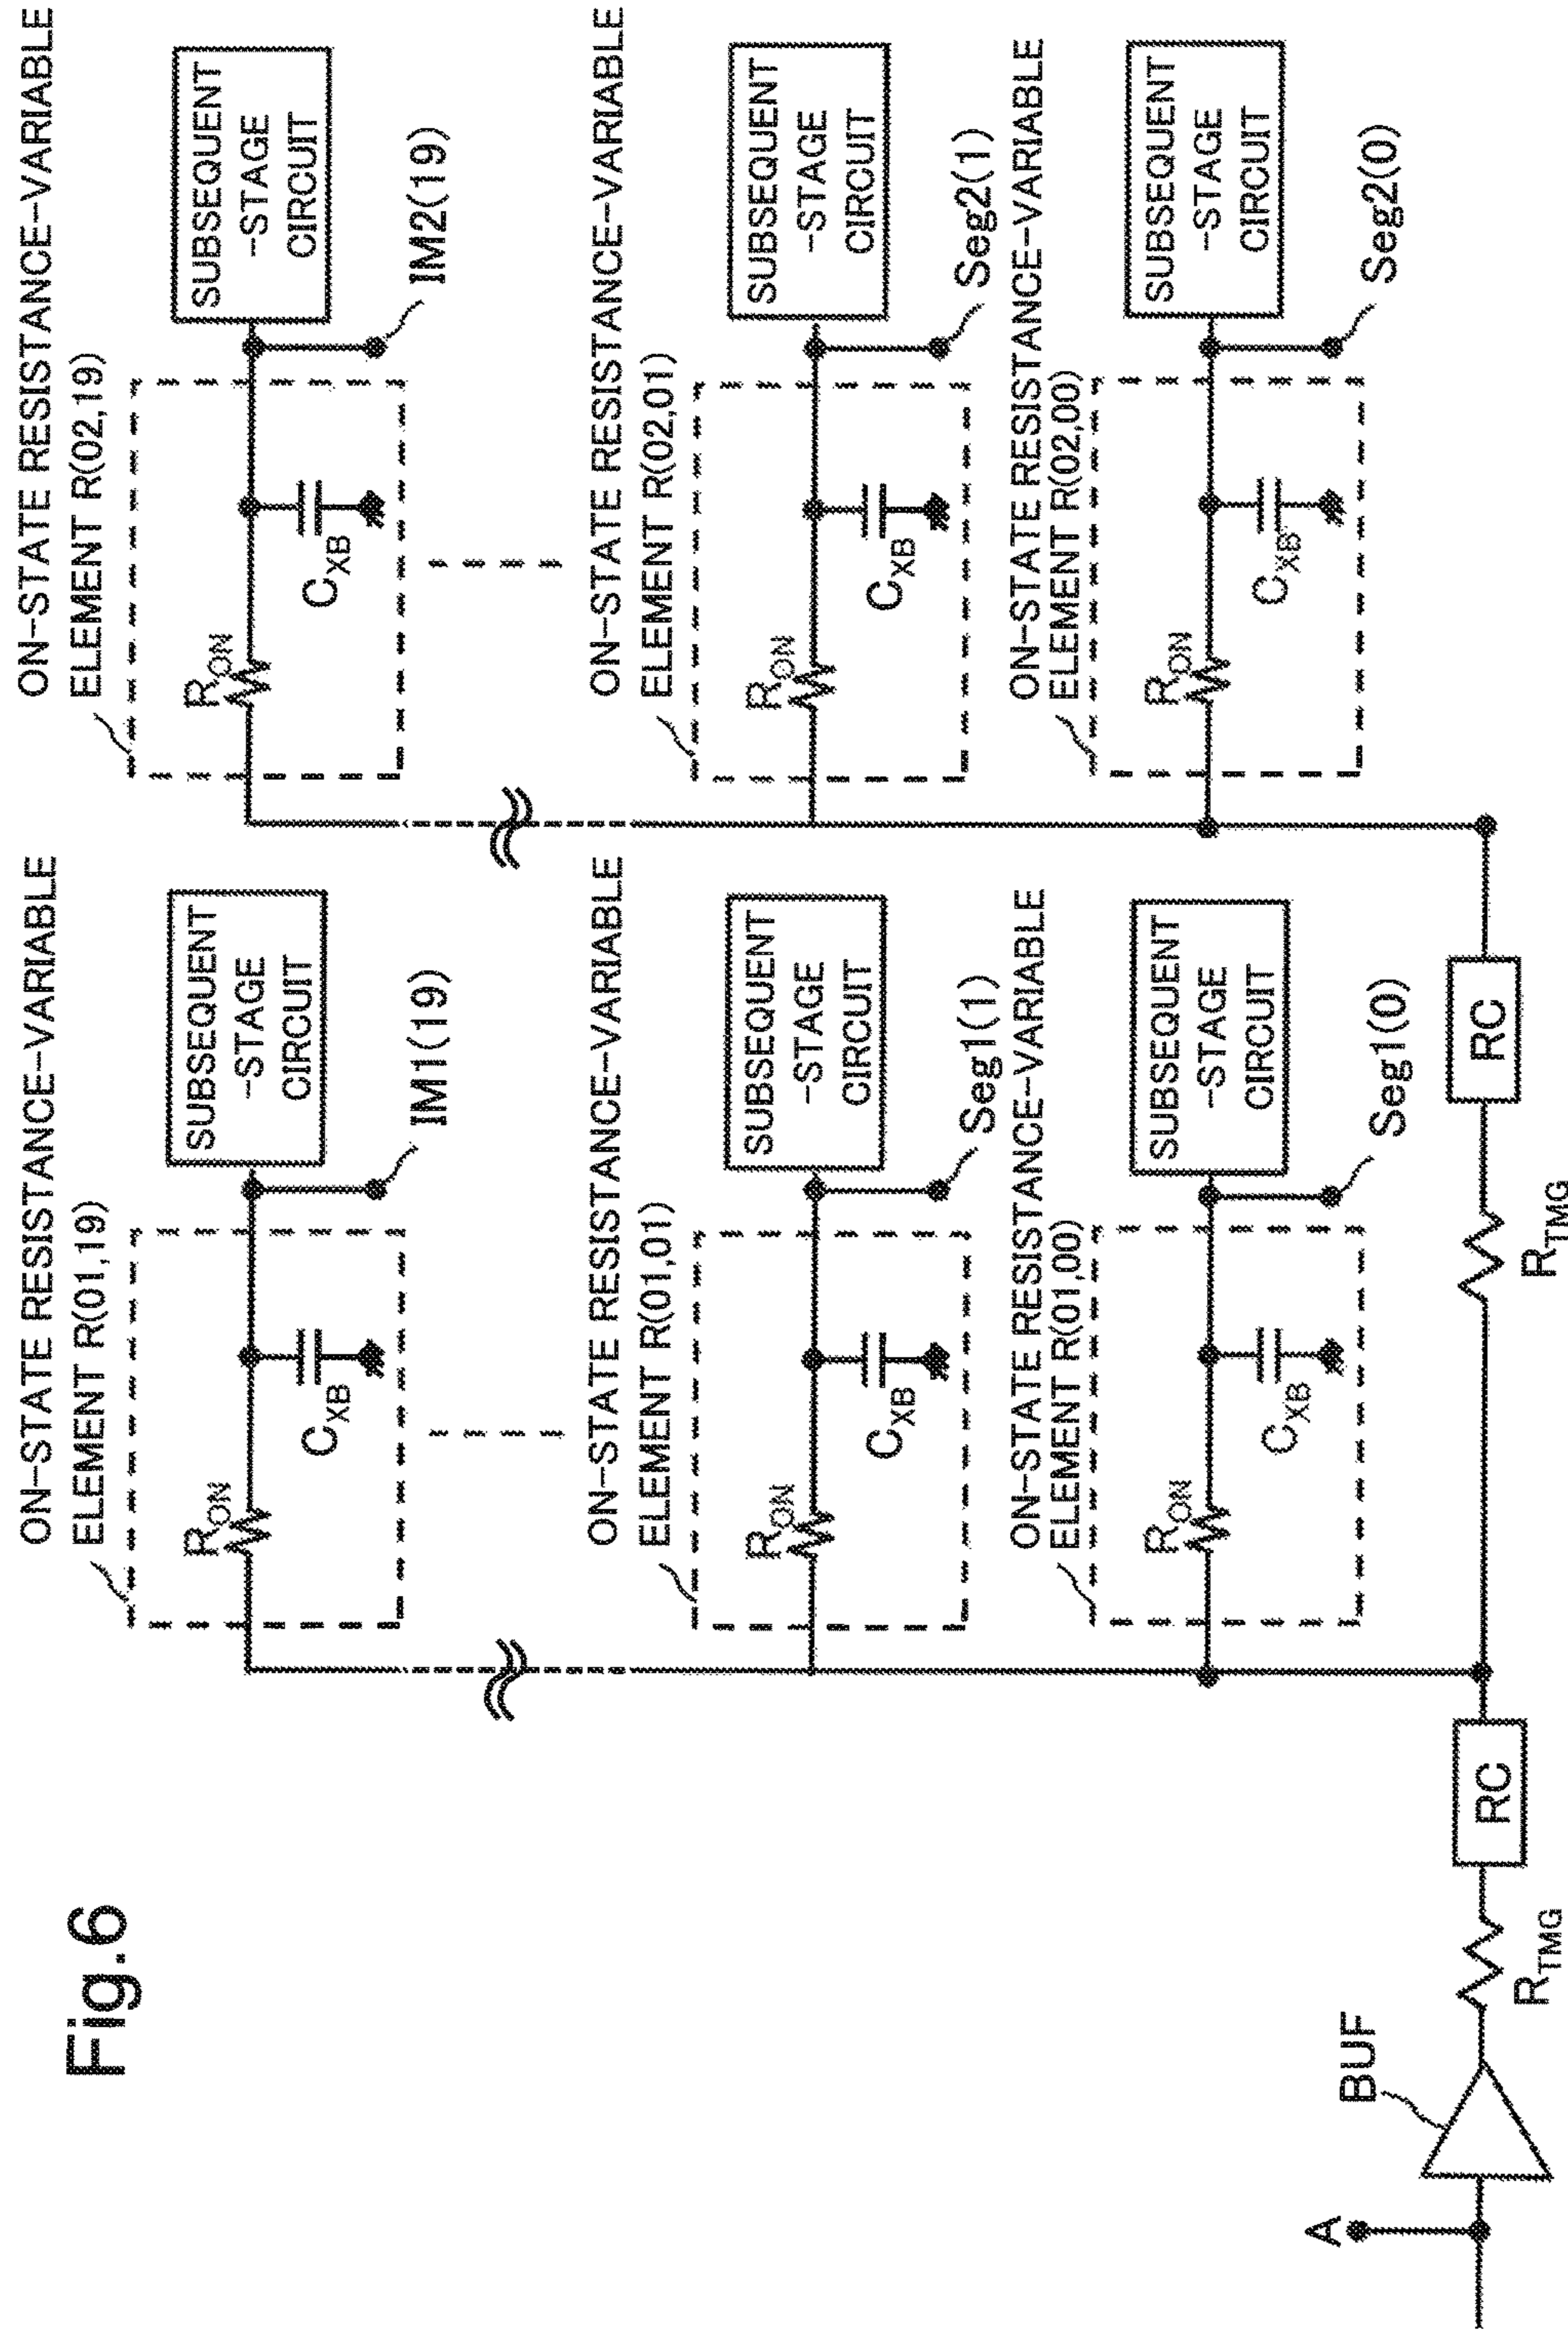 Fig.6
ON-STATE RESISTANCE-VARIABLE
ELEMENT R(01,19)
R_ON
C_XB
SUBSEQUENT
-STAGE
CIRCUIT
IM1(19)
ON-STATE RESISTANCE-VARIABLE
ELEMENT R(02,19)
R_ON
C_XB
SUBSEQUENT
-STAGE
CIRCUIT
IM2(19)
ON-STATE RESISTANCE-VARIABLE
ELEMENT R(01,01)
R_ON
C_XB
SUBSEQUENT
-STAGE
CIRCUIT
Seg1(1)
ON-STATE RESISTANCE-VARIABLE
ELEMENT R(02,01)
R_ON
C_XB
SUBSEQUENT
-STAGE
CIRCUIT
Seg2(1)
ON-STATE RESISTANCE-VARIABLE
ELEMENT R(01,00)
R_ON
C_XB
SUBSEQUENT
-STAGE
CIRCUIT
Seg1(0)
ON-STATE RESISTANCE-VARIABLE
ELEMENT R(02,00)
R_ON
C_XB
SUBSEQUENT
-STAGE
CIRCUIT
Seg2(0)
A
BUF
R_TMG
RC
R_TMG
RC